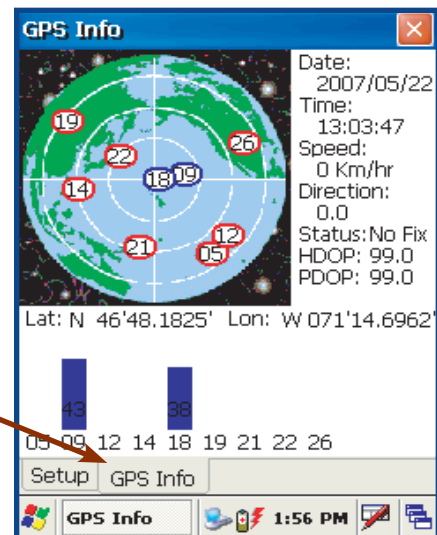 GPS Info
Date:
2007/05/22
Time:
13:03:47
Speed:
0 Km/hr
Direction:
0.0
Status:No Fix
HDOP: 99.0
PDOP: 99.0
19
26
22
18 09
14
12
21
05
Lat: N 46'48.1825' Lon: W 071'14.6962'
43 38
05 09 12 14 18 19 21 22 26
Setup GPS Info
GPS Info 1:56 PM